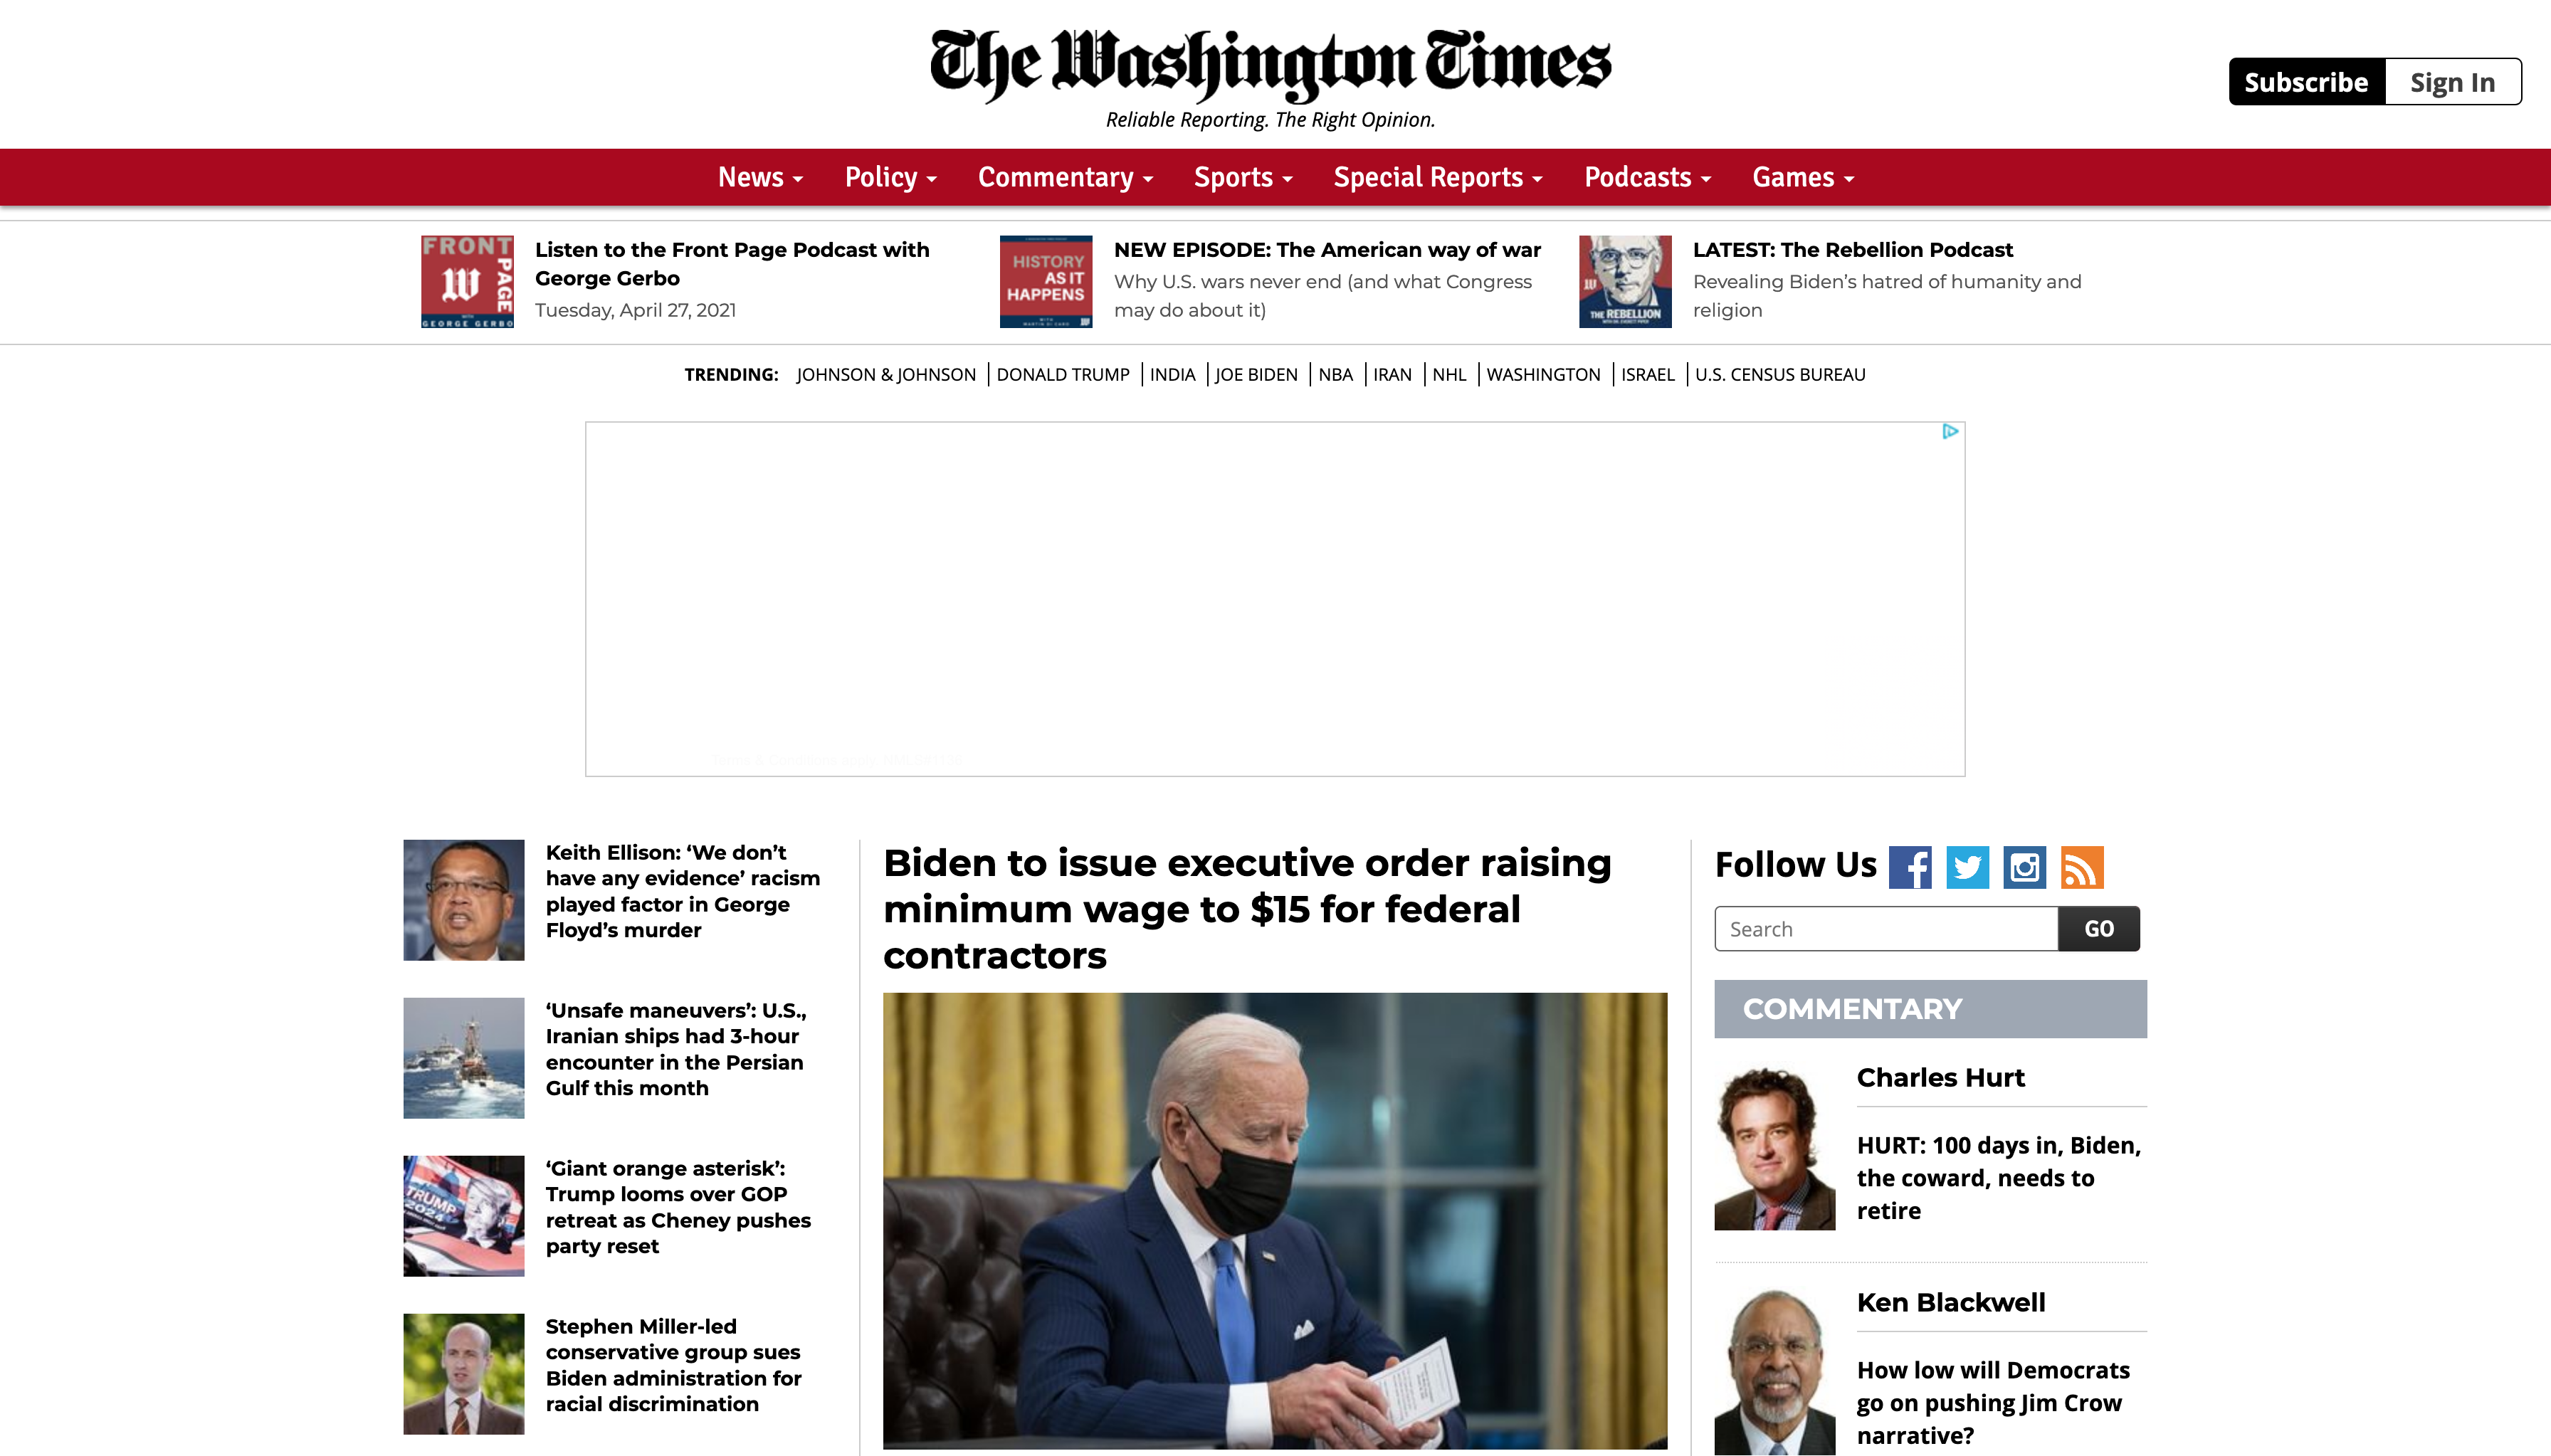 The Washington Times
Reliable Reporting. The Right Opinion.
Subscribe
Sign In
News
Policy
Commentary
Sports
Special Reports
Podcasts
Games
FRONT
PAGE
W
WITH
GEORGE GERBO
Listen to the Front Page Podcast with
George Gerbo
Tuesday, April 27, 2021
HISTORY
AS IT
HAPPENS
WITH
MARTIN DI CARO
NEW EPISODE: The American way of war
Why U.S. wars never end (and what Congress
may do about it)
W
THE REBELLION
LATEST: The Rebellion Podcast
Revealing Biden’s hatred of humanity and
religion
TRENDING: JOHNSON & JOHNSON | DONALD TRUMP | INDIA | JOE BIDEN | NBA | IRAN | NHL | WASHINGTON | ISRAEL | U.S. CENSUS BUREAU
Keith Ellison: ‘We don’t
have any evidence’ racism
played factor in George
Floyd’s murder
‘Unsafe maneuvers’: U.S.,
Iranian ships had 3-hour
encounter in the Persian
Gulf this month
TRUMP
2024
‘Giant orange asterisk’:
Trump looms over GOP
retreat as Cheney pushes
party reset
Stephen Miller-led
conservative group sues
Biden administration for
racial discrimination
Biden to issue executive order raising
minimum wage to $15 for federal
contractors
Follow Us
Search
GO
COMMENTARY
Charles Hurt
HURT: 100 days in, Biden,
the coward, needs to
retire
Ken Blackwell
How low will Democrats
go on pushing Jim Crow
narrative?